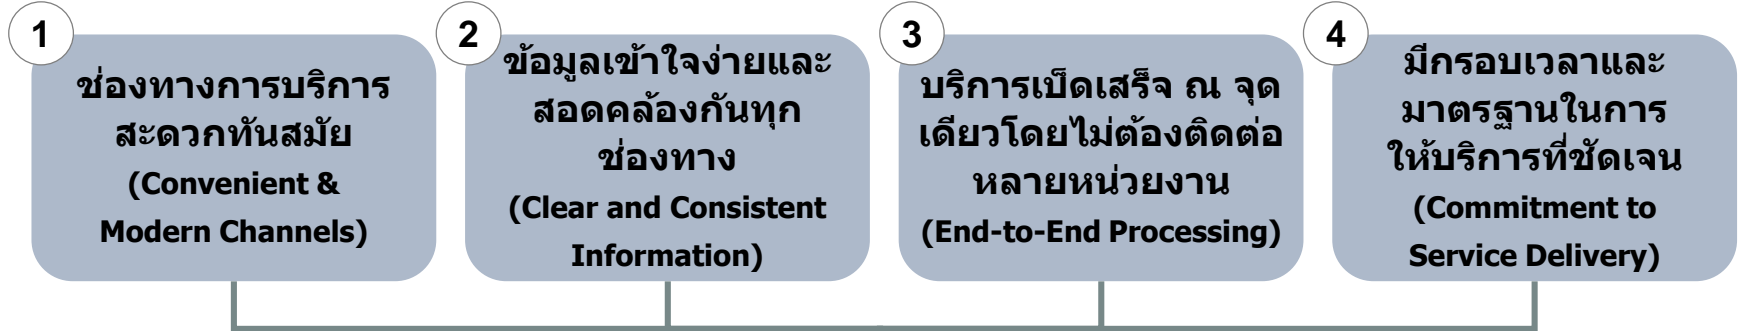 1
ช่องทางการบริการ
สะดวกทันสมัย
(Convenient &
Modern Channels)
2
ข้อมูลเข้าใจง่ายและ
สอดคล้องกันทุก
ช่องทาง
(Clear and Consistent
Information)
3
บริการเบ็ดเสร็จ ณ จุด
เดียวโดยไม่ต้องติดต่อ
หลายหน่วยงาน
(End-to-End Processing)
4
มีกรอบเวลาและ
มาตรฐานในการ
ให้บริการที่ชัดเจน
(Commitment to
Service Delivery)